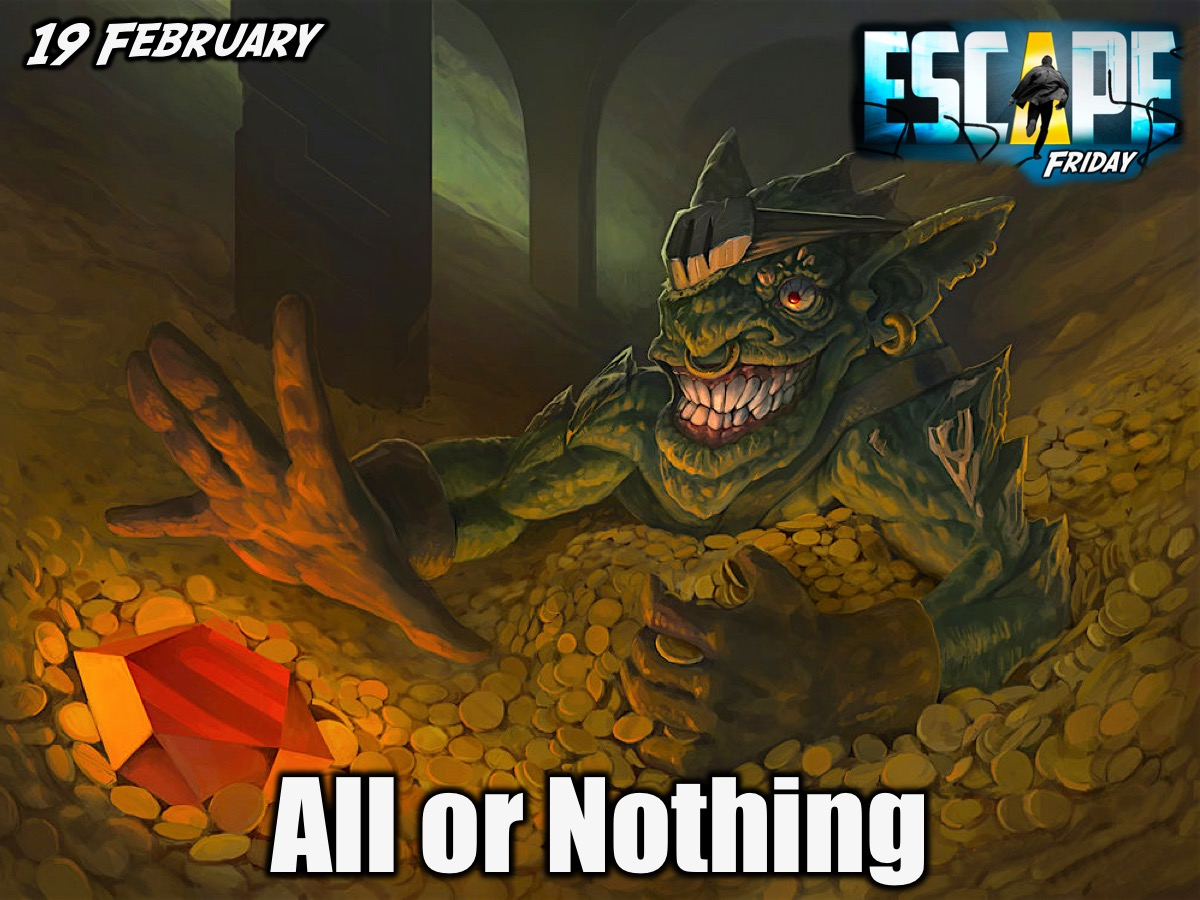 19 February
ESCAPE
Friday
All or Nothing